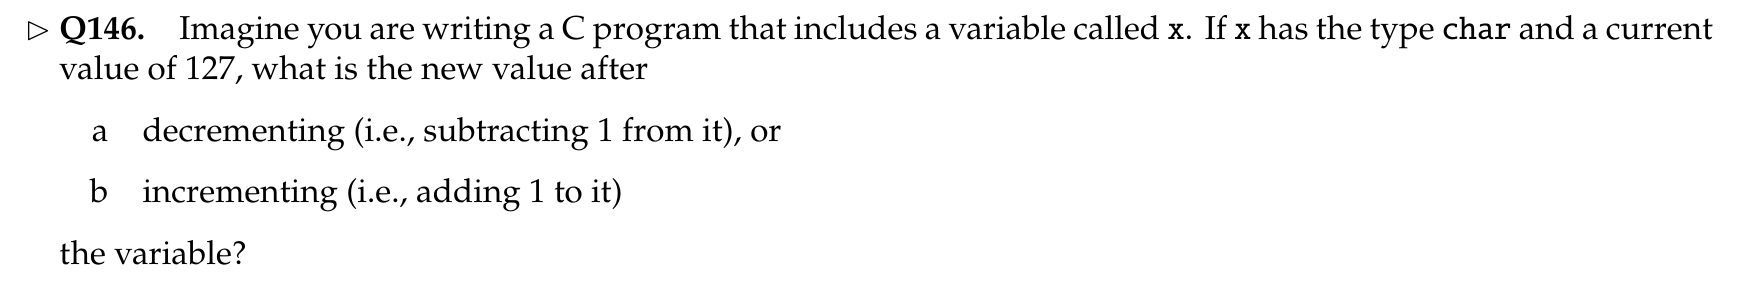 ▷ Q146. Imagine you are writing a C program that includes a variable called x. If x has the type char and a current
value of 127, what is the new value after
a decrementing (i.e., subtracting 1 from it), or
b incrementing (i.e., adding 1 to it)
the variable?